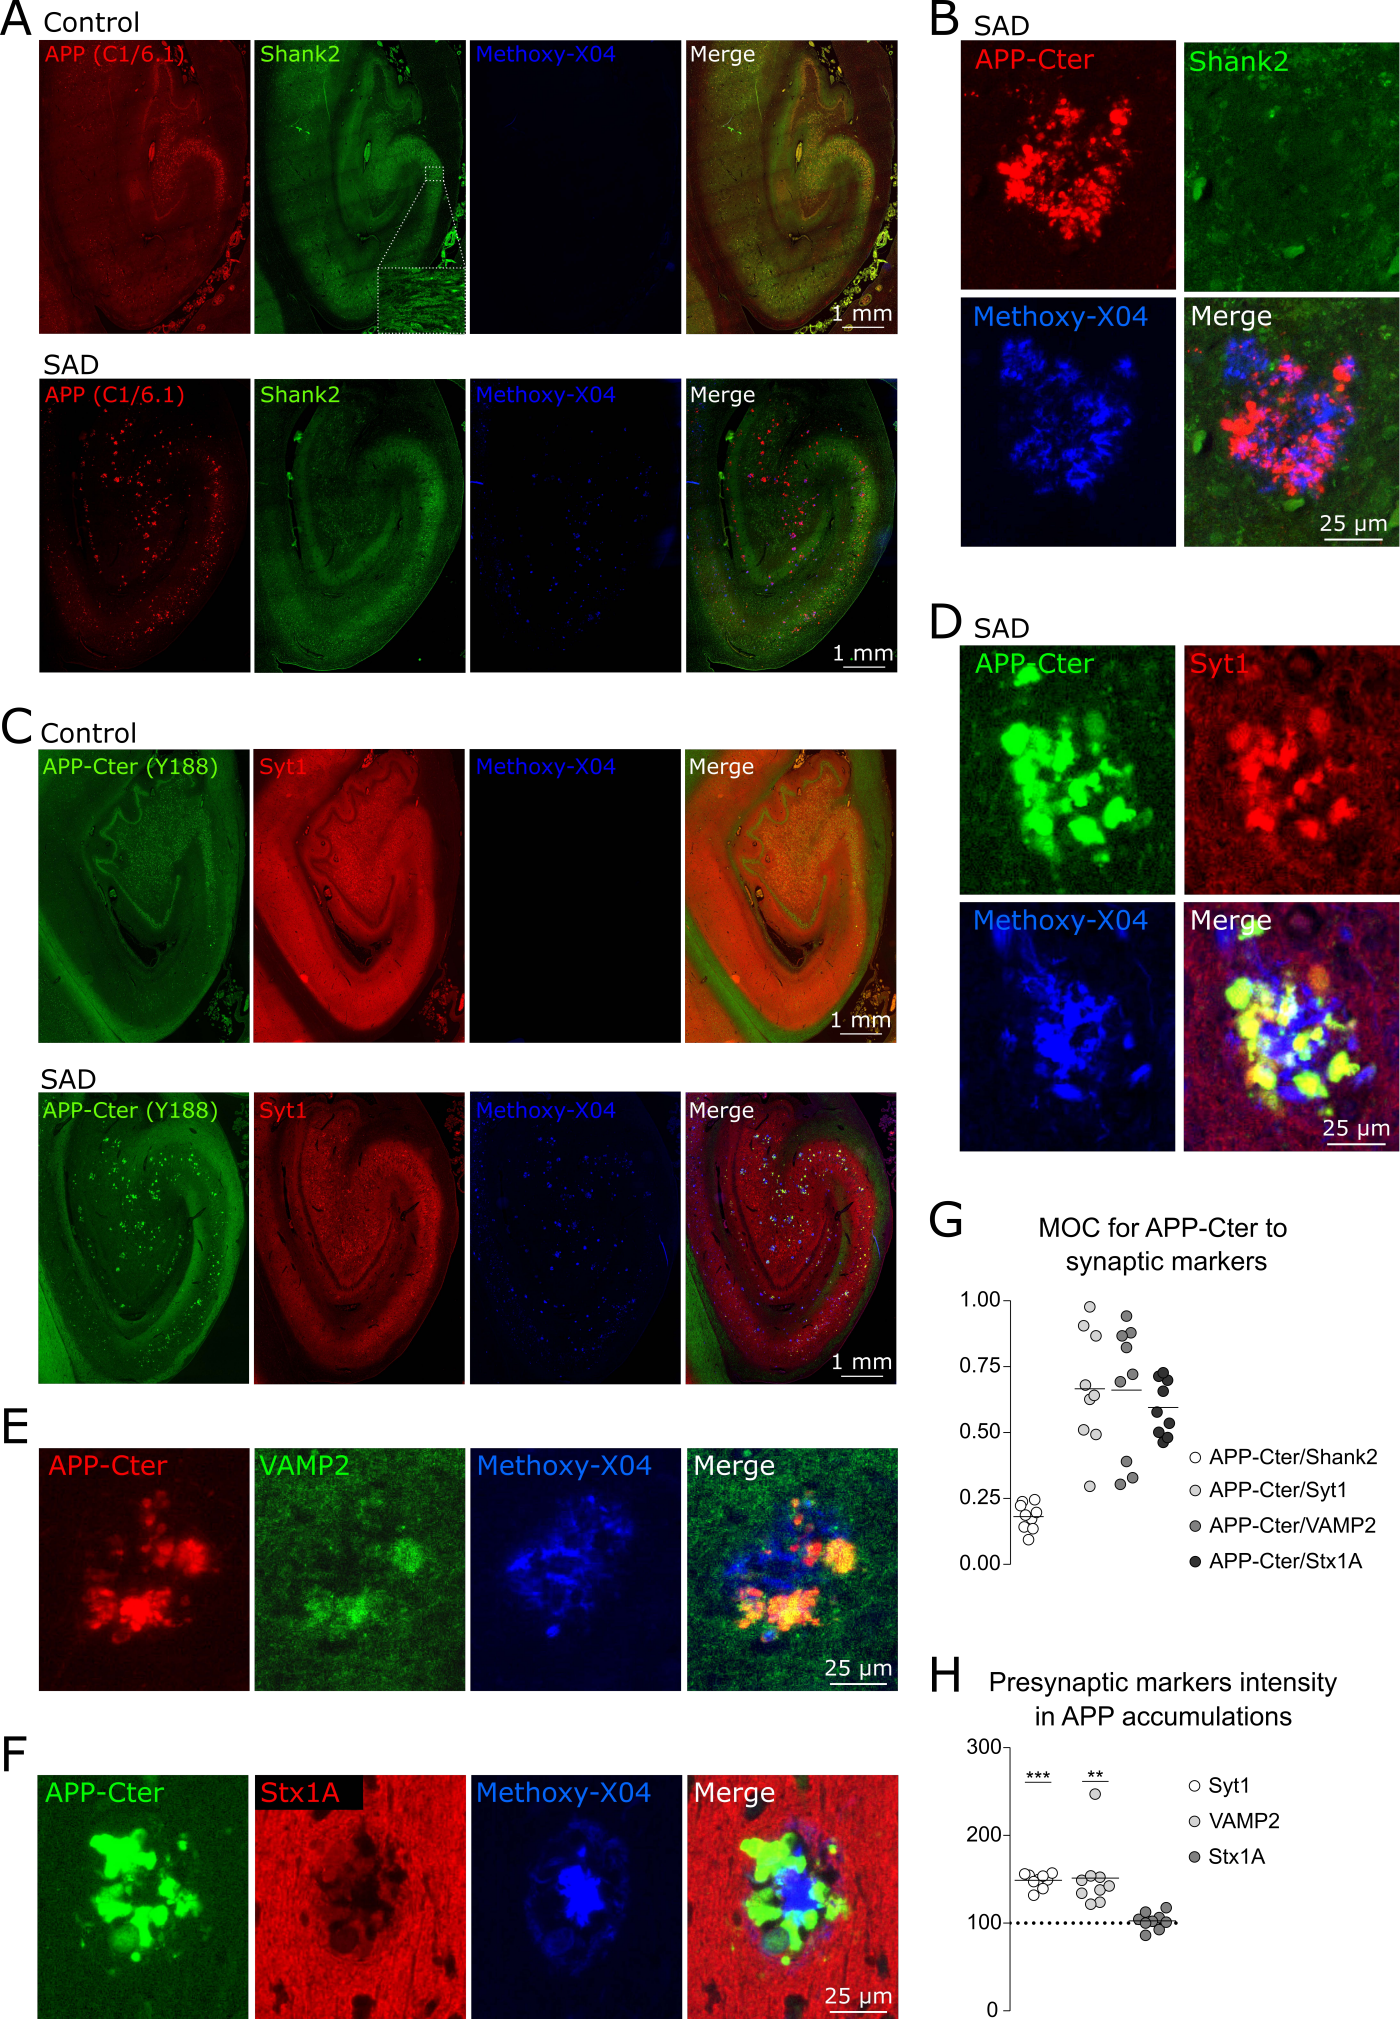 A
Control
APP (C1/6.1)
Shank2
Methoxy-X04
Merge
1 mm
SAD
APP (C1/6.1)
Shank2
Methoxy-X04
Merge
1 mm
B
SAD
APP-Cter
Shank2
Methoxy-X04
Merge
25 µm
C
Control
APP-Cter (Y188)
Syt1
Methoxy-X04
Merge
1 mm
SAD
APP-Cter (Y188)
Syt1
Methoxy-X04
Merge
1 mm
D
SAD
APP-Cter
Syt1
Methoxy-X04
Merge
25 µm
E
APP-Cter
VAMP2
Methoxy-X04
Merge
25 µm
F
APP-Cter
Stx1A
Methoxy-X04
Merge
25 µm
G
MOC for APP-Cter to
synaptic markers
1.00
0.75
0.50
0.25
0.00
APP-Cter/Shank2
APP-Cter/Syt1
APP-Cter/VAMP2
APP-Cter/Stx1A
H
Presynaptic markers intensity
in APP accumulations
300
200
100
0
***
**
Syt1
VAMP2
Stx1A